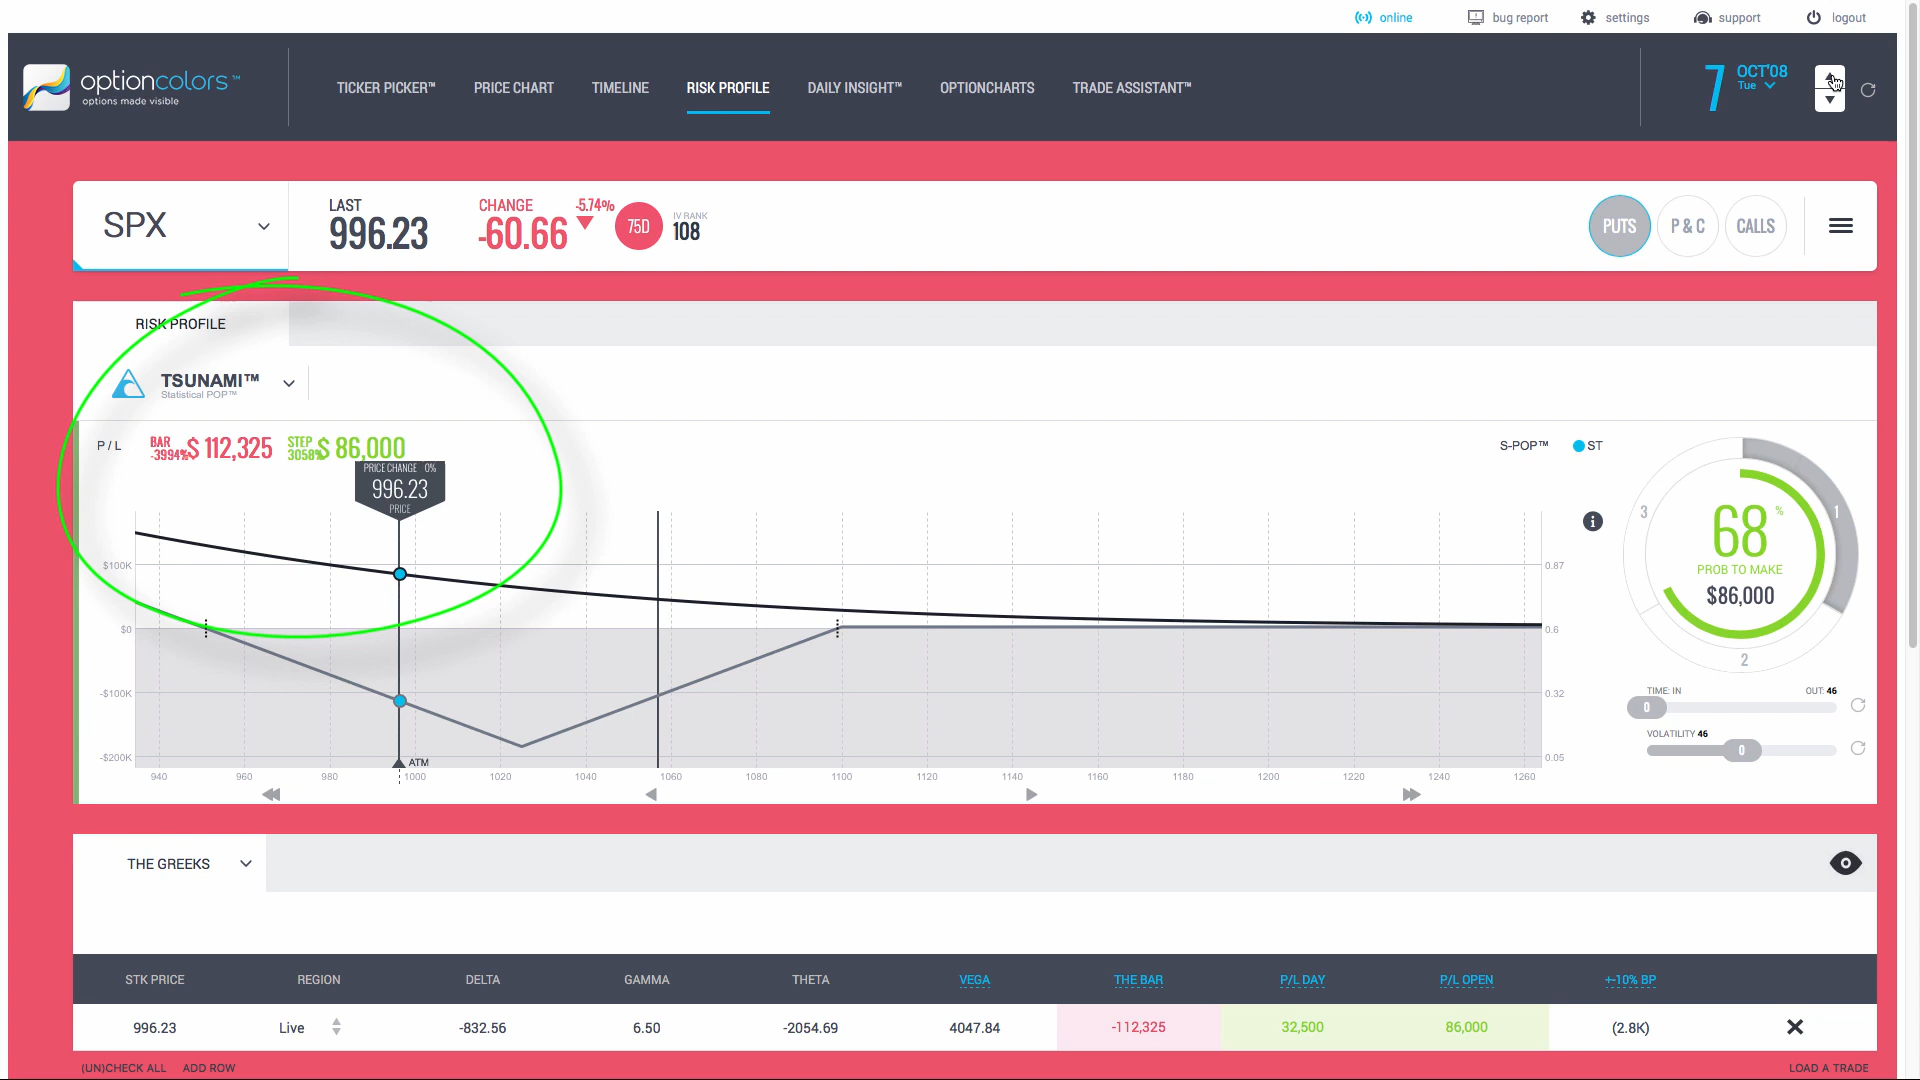 online bug report settings support logout
optioncolors™
options made visible
TICKER PICKER™ PRICE CHART TIMELINE RISK PROFILE DAILY INSIGHT™ OPTIONCHARTS TRADE ASSISTANT™
7 OCT'08
Tue
SPX
LAST
996.23
CHANGE -5.74%
-60.66
75D
IV RANK
108
PUTS P & C CALLS
RISK PROFILE
TSUNAMI™
Statistical POP™
P / L BAR -3994% $ 112,325 STEP 3058% $ 86,000
PRICE CHANGE 0%
996.23
PRICE
S-POP™ ST
i
3 1
68 %
PROB TO MAKE
$86,000
2
$100K 0.87
$0 0.6
-$100K 0.32
-$200K 0.05
ATM
940 960 980 1000 1020 1040 1060 1080 1100 1120 1140 1160 1180 1200 1220 1240 1260
TIME: IN OUT: 46
0
VOLATILITY 46
0
THE GREEKS
STK PRICE REGION DELTA GAMMA THETA VEGA THE BAR P/L DAY P/L OPEN +-10% BP
996.23 Live -832.56 6.50 -2054.69 4047.84 -112,325 32,500 86,000 (2.8K)
(UN)CHECK ALL ADD ROW LOAD A TRADE